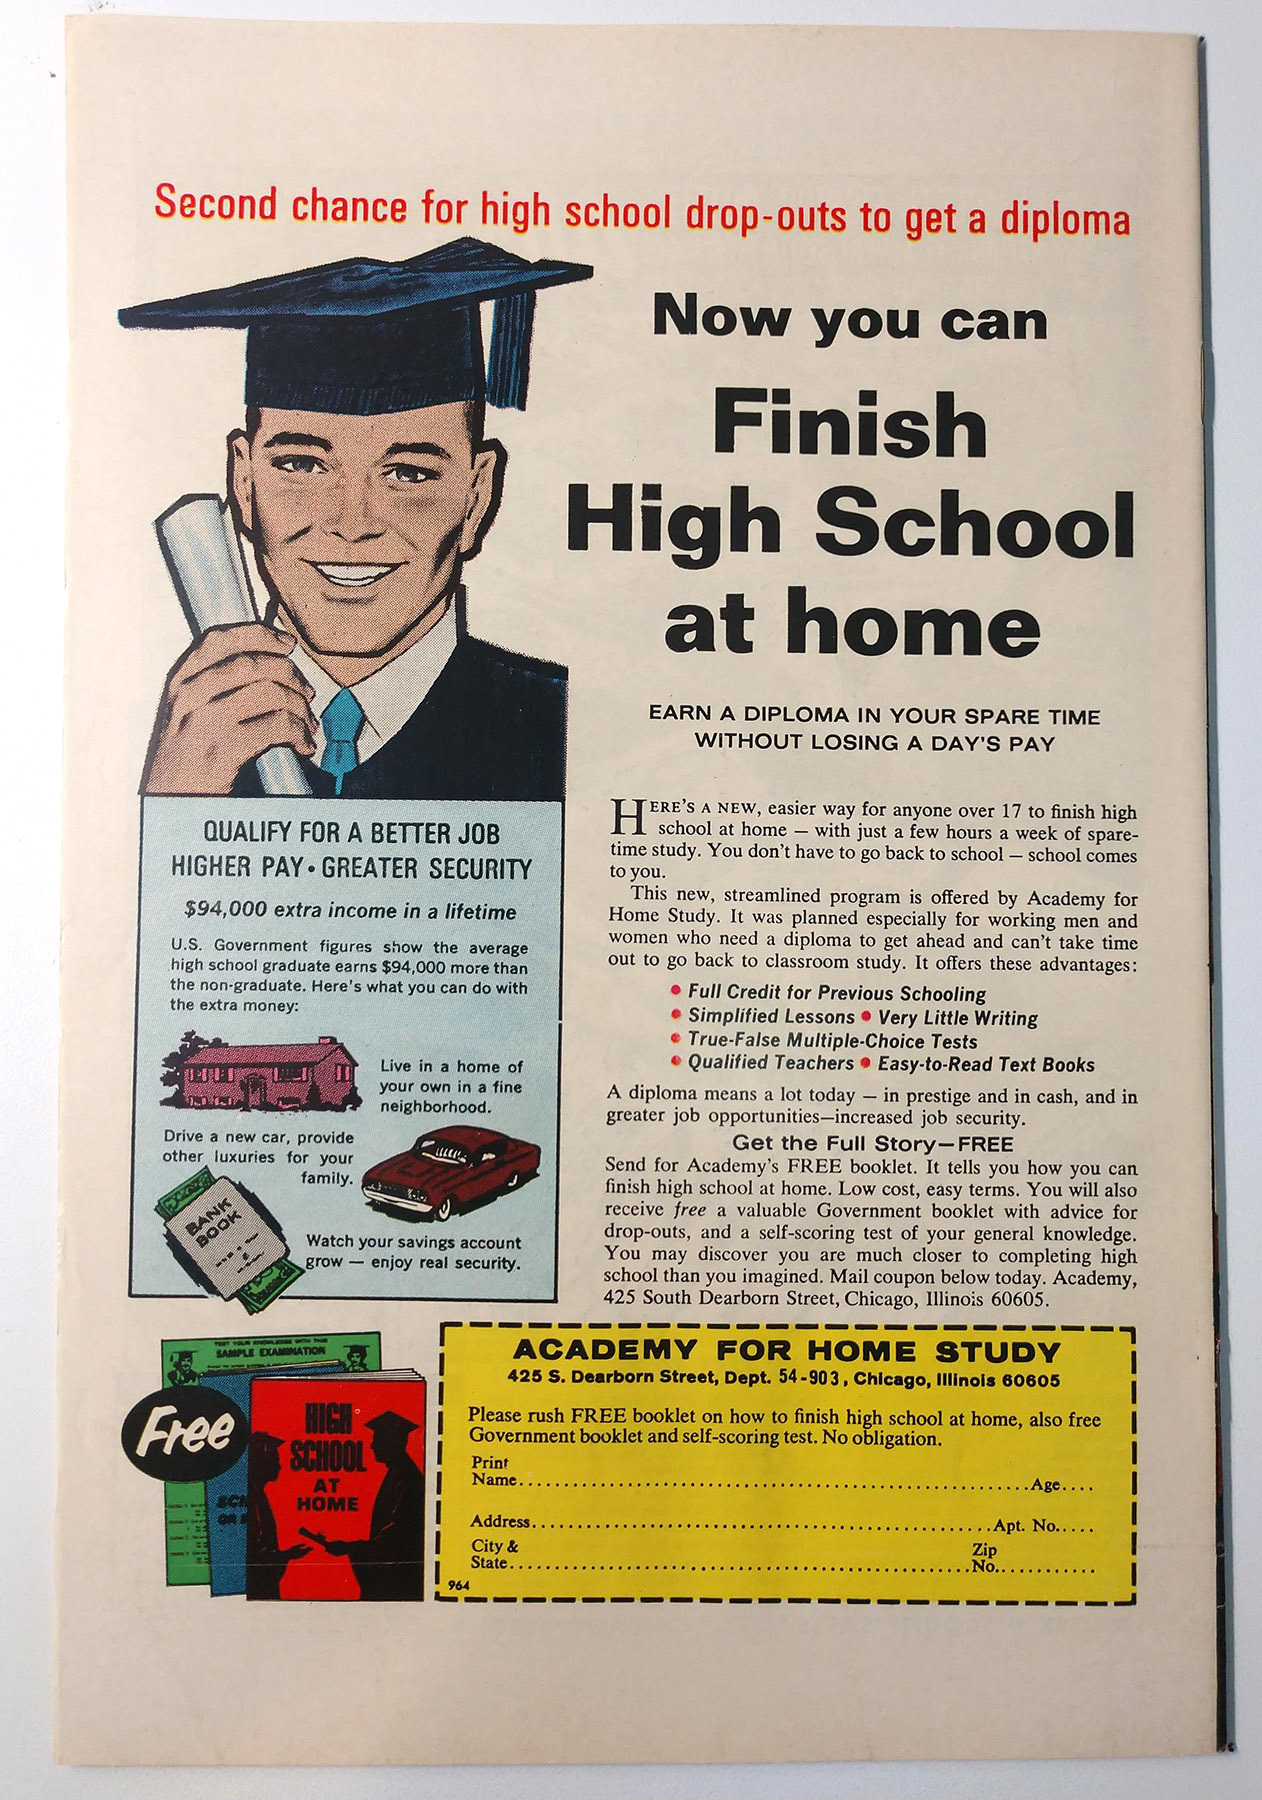 Second chance for high school drop-outs to get a diploma
Now you can
Finish
High School
at home
EARN A DIPLOMA IN YOUR SPARE TIME
WITHOUT LOSING A DAY'S PAY
HERE'S A NEW, easier way for anyone over 17 to finish high
school at home — with just a few hours a week of spare-
time study. You don't have to go back to school — school comes
to you.
This new, streamlined program is offered by Academy for
Home Study. It was planned especially for working men and
women who need a diploma to get ahead and can't take time
out to go back to classroom study. It offers these advantages:
• Full Credit for Previous Schooling
• Simplified Lessons • Very Little Writing
• True-False Multiple-Choice Tests
• Qualified Teachers • Easy-to-Read Text Books
A diploma means a lot today — in prestige and in cash, and in
greater job opportunities—increased job security.
Get the Full Story—FREE
Send for Academy's FREE booklet. It tells you how you can
finish high school at home. Low cost, easy terms. You will also
receive free a valuable Government booklet with advice for
drop-outs, and a self-scoring test of your general knowledge.
You may discover you are much closer to completing high
school than you imagined. Mail coupon below today. Academy,
425 South Dearborn Street, Chicago, Illinois 60605.
QUALIFY FOR A BETTER JOB
HIGHER PAY • GREATER SECURITY
$94,000 extra income in a lifetime
U.S. Government figures show the average
high school graduate earns $94,000 more than
the non-graduate. Here's what you can do with
the extra money:
Live in a home of
your own in a fine
neighborhood.
Drive a new car, provide
other luxuries for your
family.
BANK
BOOK
Watch your savings account
grow — enjoy real security.
TEST YOUR KNOWLEDGE WITH THIS
SAMPLE EXAMINATION
Free
HIGH
SCHOOL
AT
HOME
ACADEMY FOR HOME STUDY
425 S. Dearborn Street, Dept. 54-903, Chicago, Illinois 60605
Please rush FREE booklet on how to finish high school at home, also free
Government booklet and self-scoring test. No obligation.
Print
Name..........Age....
Address..........Apt. No.....
City & Zip
State..........No...........
964